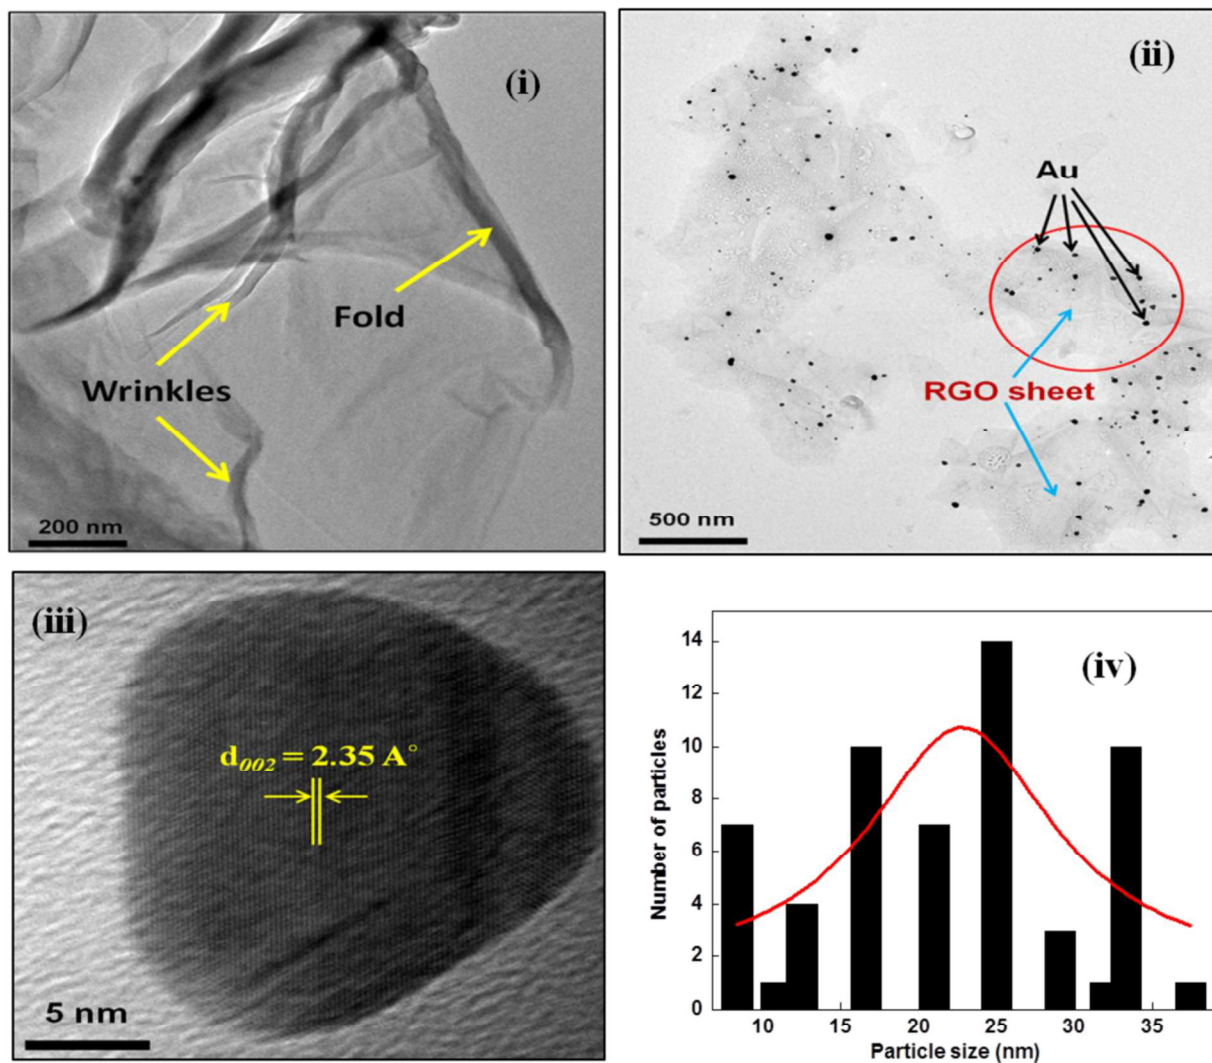 (i)
Fold
Wrinkles
200 nm
(ii)
Au
RGO sheet
500 nm
(iii)
d002 = 2.35 A°
5 nm
(iv)
Number of particles
14
12
10
8
6
4
2
0
10 15 20 25 30 35
Particle size (nm)